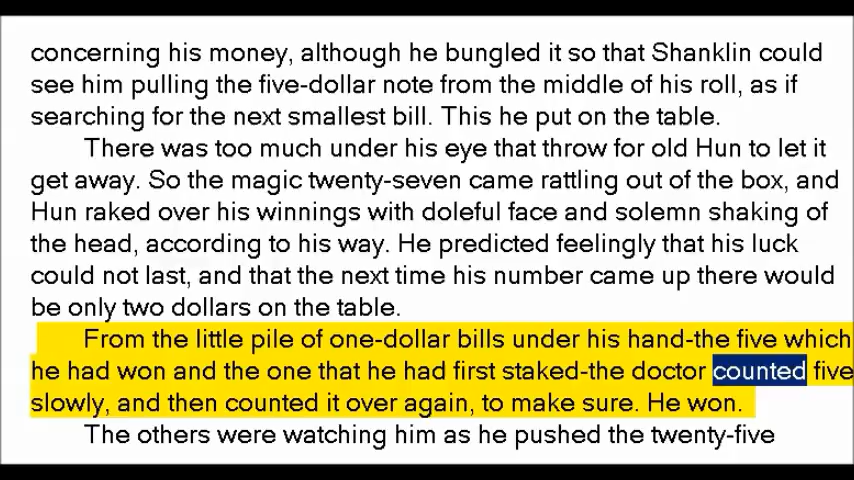 concerning his money, although he bungled it so that Shanklin could
see him pulling the five-dollar note from the middle of his roll, as if
searching for the next smallest bill. This he put on the table.
There was too much under his eye that throw for old Hun to let it
get away. So the magic twenty-seven came rattling out of the box, and
Hun raked over his winnings with doleful face and solemn shaking of
the head, according to his way. He predicted feelingly that his luck
could not last, and that the next time his number came up there would
be only two dollars on the table.
From the little pile of one-dollar bills under his hand-the five which
he had won and the one that he had first staked-the doctor counted five
slowly, and then counted it over again, to make sure. He won.
The others were watching him as he pushed the twenty-five